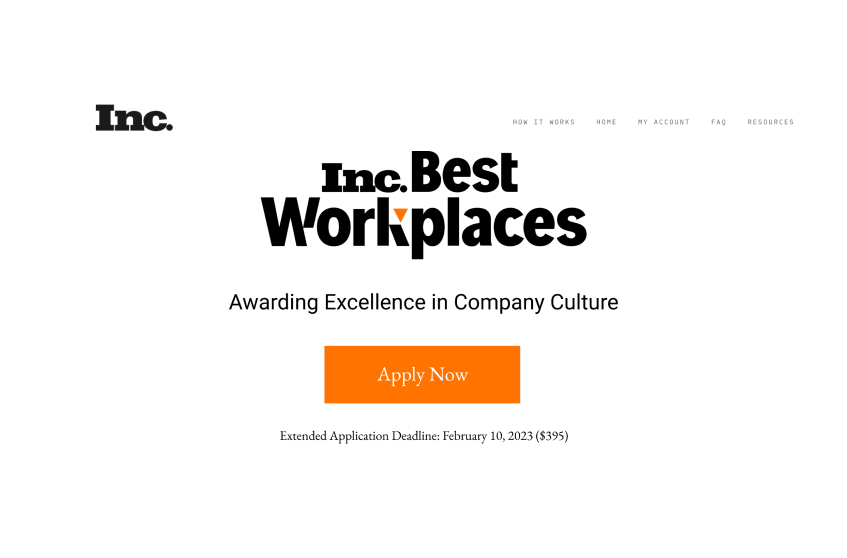 Inc.
HOW IT WORKS HOME MY ACCOUNT FAQ RESOURCES
Inc. Best
Workplaces
Awarding Excellence in Company Culture
Apply Now
Extended Application Deadline: February 10, 2023 ($395)